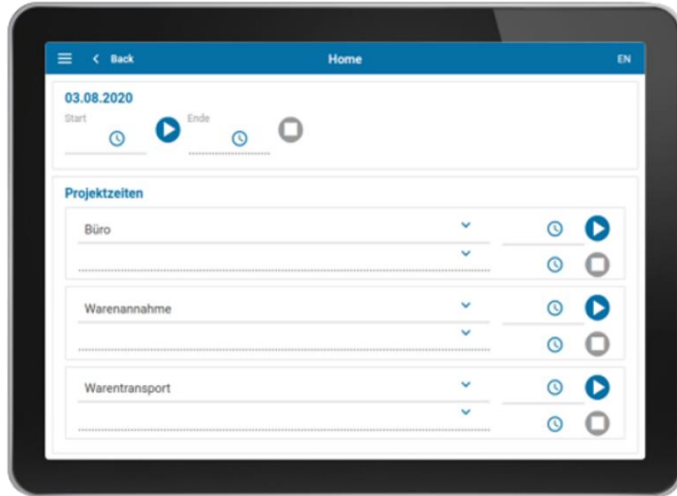 Back Home EN
03.08.2020
Start Ende
Projektzeiten
Büro
Warenannahme
Warentransport